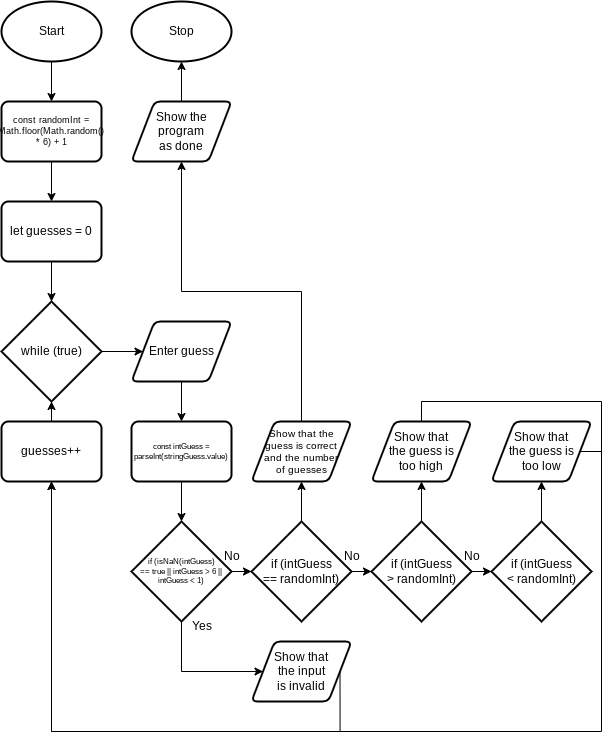 Start
Stop
const randomInt =
Math.floor(Math.random()
* 6) + 1
Show the
program
as done
let guesses = 0
while (true)
Enter guess
guesses++
const intGuess =
parseInt(stringGuess.value)
Show that the
guess is correct
and the number
of guesses
Show that
the guess is
too high
Show that
the guess is
too low
if (isNaN(intGuess)
== true || intGuess > 6 ||
intGuess < 1)
No
if (intGuess
== randomInt)
No
if (intGuess
> randomInt)
No
if (intGuess
< randomInt)
Yes
Show that
the input
is invalid